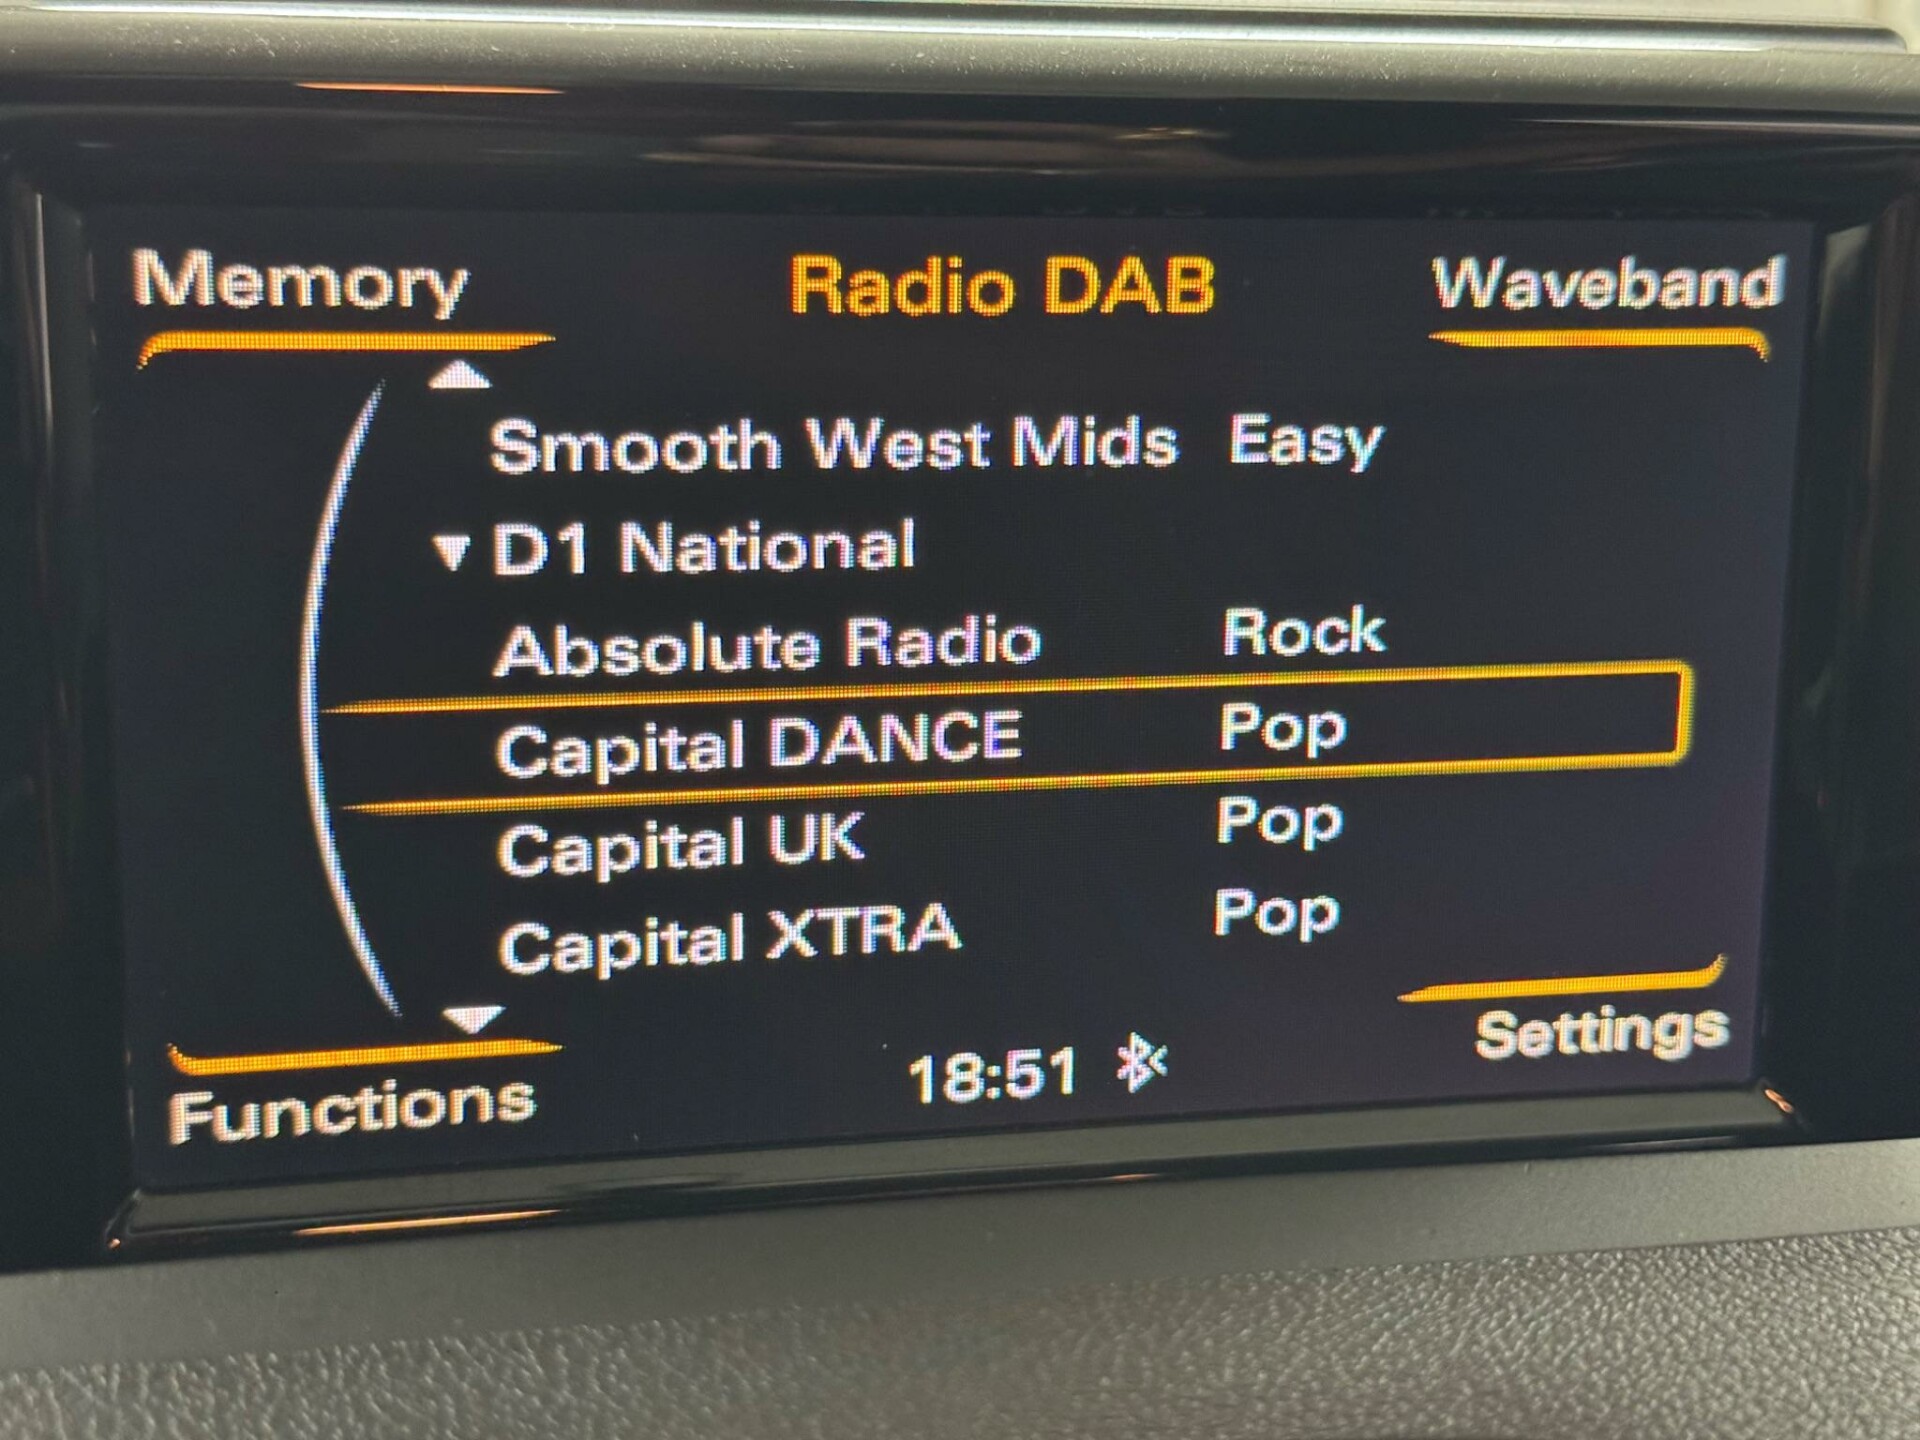 Memory Radio DAB Waveband
Smooth West Mids Easy
▼ D1 National
Absolute Radio Rock
Capital DANCE Pop
Capital UK Pop
Capital XTRA Pop
Settings
18:51
Functions